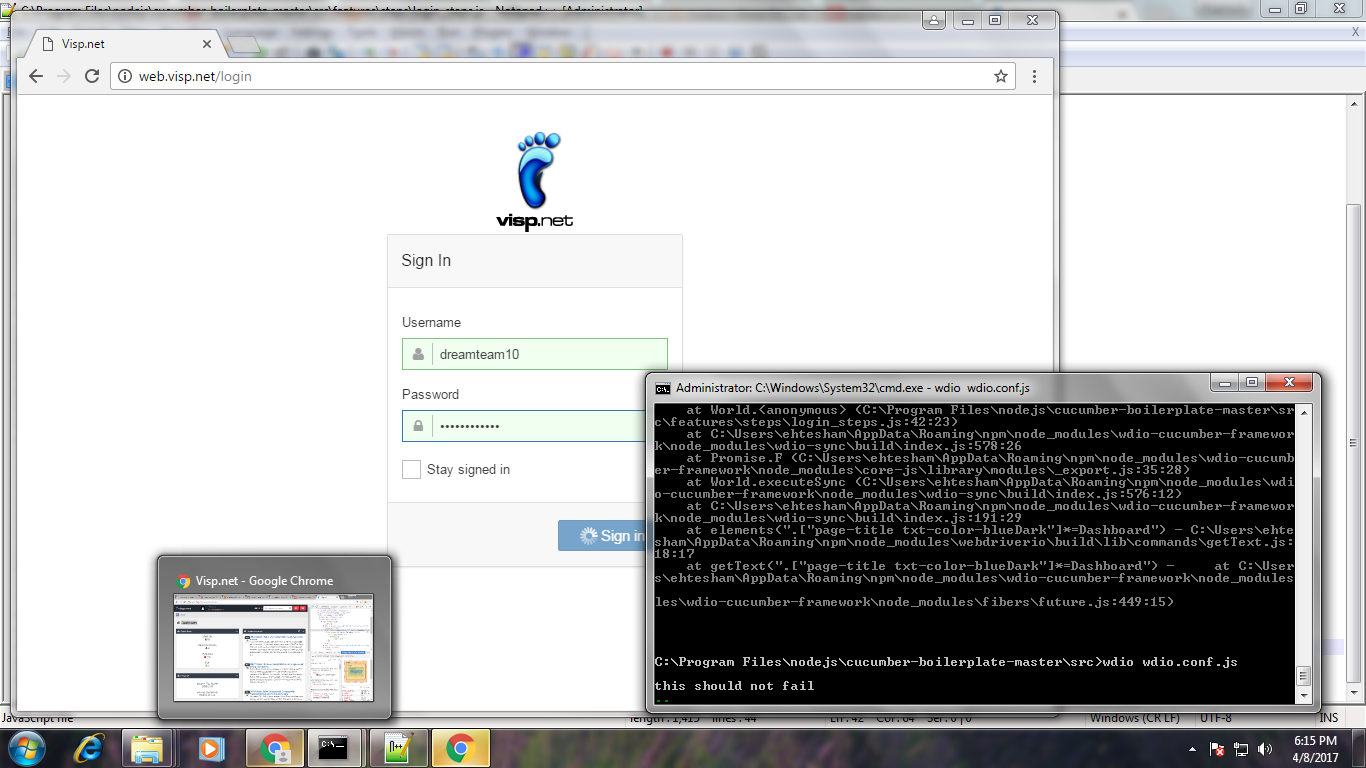 C:\Program Files\nodejs\cucumber-boilerplate-master\src\features\steps\login_steps.js - Notepad++ [Administrator]
Visp.net
web.visp.net/login
visp.net
Sign In
Username
dreamteam10
Password
••••••••••••
Stay signed in
Sign in
Visp.net - Google Chrome
Administrator: C:\Windows\System32\cmd.exe - wdio wdio.conf.js
at World.<anonymous> (C:\Program Files\nodejs\cucumber-boilerplate-master\sr
c\features\steps\login_steps.js:42:23)
at C:\Users\ehtesham\AppData\Roaming\npm\node_modules\wdio-cucumber-framewor
k\node_modules\wdio-sync\build\index.js:578:26
at Promise.F (C:\Users\ehtesham\AppData\Roaming\npm\node_modules\wdio-cucumb
er-framework\node_modules\core-js\library\modules\_export.js:35:28)
at World.executeSync (C:\Users\ehtesham\AppData\Roaming\npm\node_modules\wdi
o-cucumber-framework\node_modules\wdio-sync\build\index.js:576:12)
at C:\Users\ehtesham\AppData\Roaming\npm\node_modules\wdio-cucumber-framewor
k\node_modules\wdio-sync\build\index.js:191:29
at elements(".["page-title txt-color-blueDark"]*=Dashboard") - C:\Users\ehte
sham\AppData\Roaming\npm\node_modules\webdriverio\build\lib\commands\getText.js:
18:17
at getText(".["page-title txt-color-blueDark"]*=Dashboard") - at C:\User
s\ehtesham\AppData\Roaming\npm\node_modules\wdio-cucumber-framework\node_modules
les\wdio-cucumber-framework\node_modules\fibers\future.js:449:15)
C:\Program Files\nodejs\cucumber-boilerplate-master\src>wdio wdio.conf.js
this should not fail
JavaScript file
length : 1,415 lines : 44
Ln : 42 Col : 64 Sel : 0 | 0
Windows (CR LF)
UTF-8
INS
6:15 PM
4/8/2017